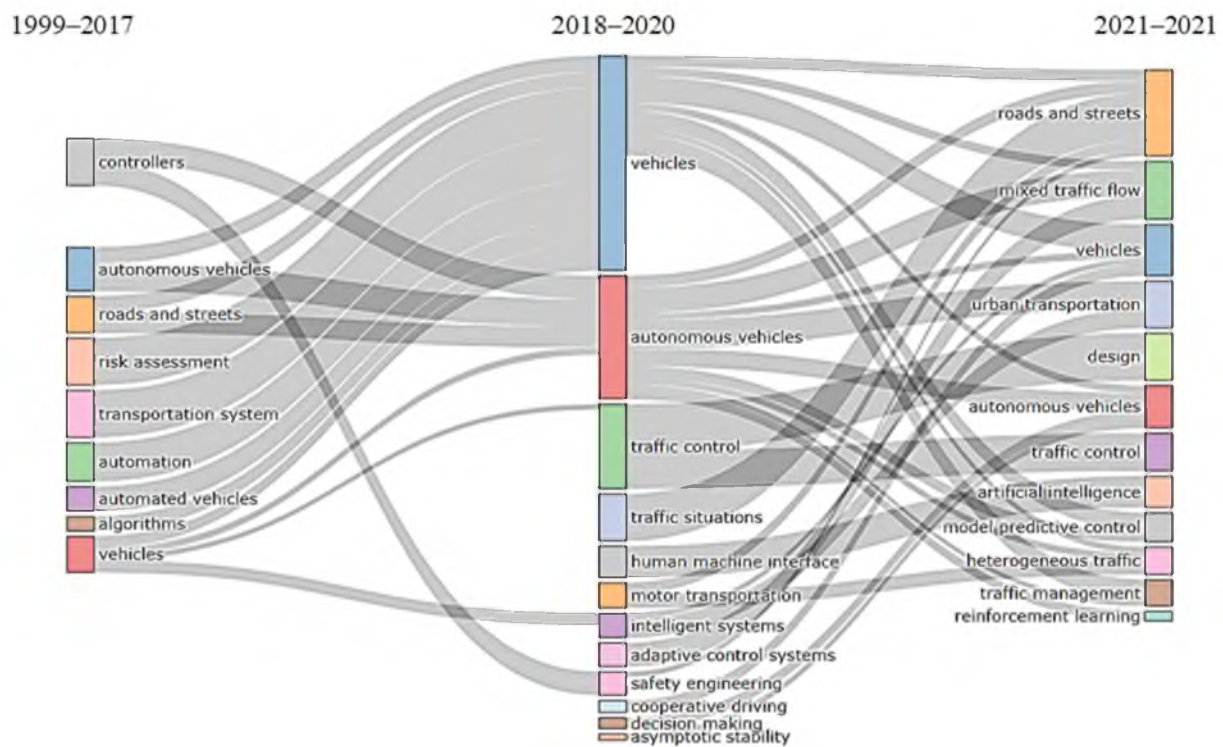 1999–2017
2018–2020
2021–2021
controllers
autonomous vehicles
roads and streets
risk assessment
transportation system
automation
automated vehicles
algorithms
vehicles
vehicles
autonomous vehicles
traffic control
traffic situations
human machine interface
motor transportation
intelligent systems
adaptive control systems
safety engineering
cooperative driving
decision making
asymptotic stability
roads and streets
mixed traffic flow
vehicles
urban transportation
design
autonomous vehicles
traffic control
artificial intelligence
model predictive control
heterogeneous traffic
traffic management
reinforcement learning